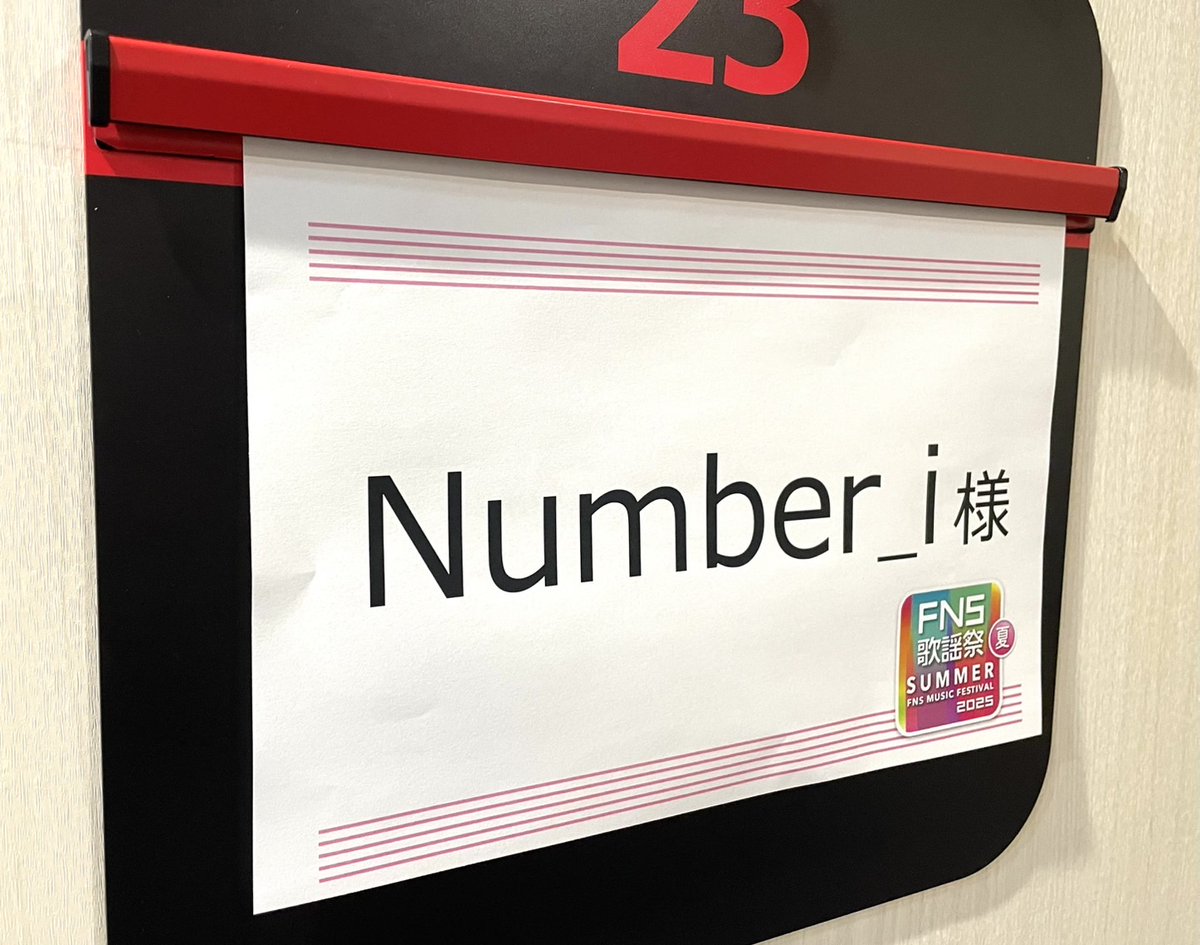 23
Number_i様
FNS
歌謡祭
夏
SUMMER
FNS MUSIC FESTIVAL
2025